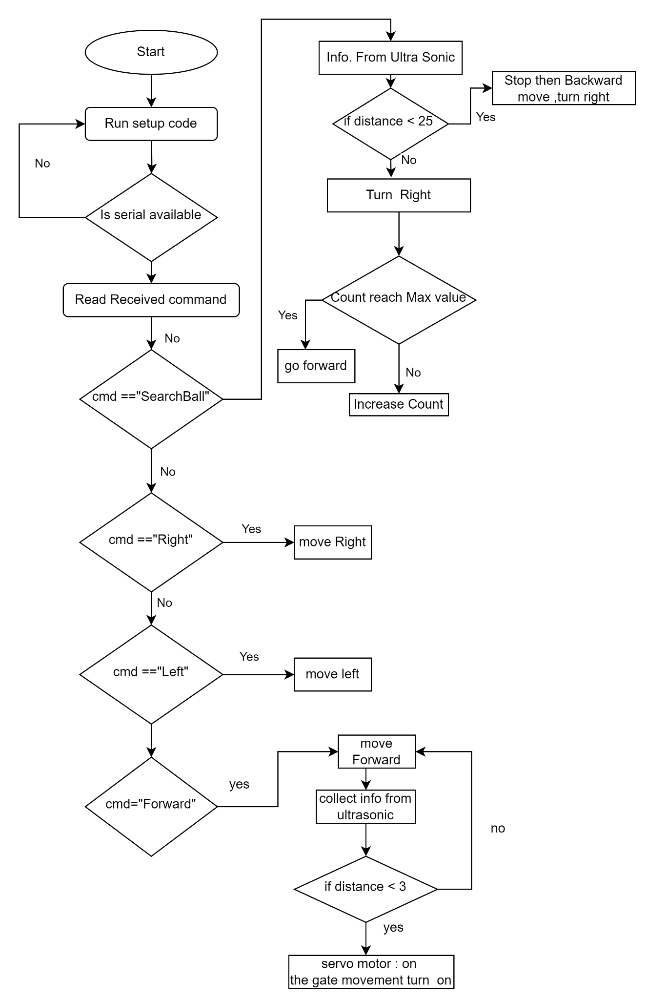 Start
Run setup code
No
Is serial available
Read Received command
No
cmd =="SearchBall"
No
cmd =="Right"
Yes
move Right
No
cmd =="Left"
Yes
move left
cmd="Forward"
yes
move
Forward
collect info from
ultrasonic
no
if distance < 3
yes
servo motor : on
the gate movement turn  on
Info. From Ultra Sonic
if distance < 25
Yes
Stop then Backward
move ,turn right
No
Turn  Right
Count reach Max value
Yes
go forward
No
Increase Count